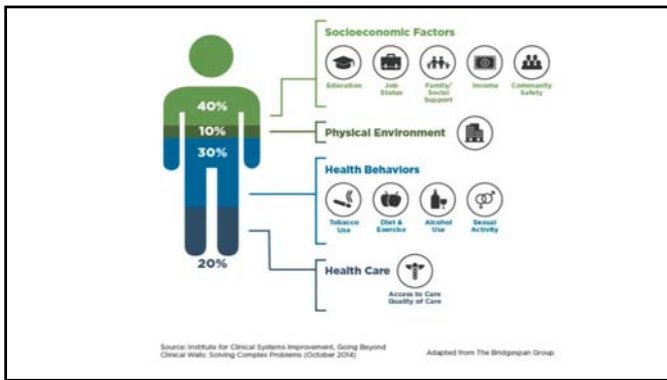 Socioeconomic Factors
Education
Job
Status
Family/
Social
Support
Income
Community
Safety
40%
10%
Physical Environment
30%
Health Behaviors
Tobacco
Use
Diet &
Exercise
Alcohol
Use
Sexual
Activity
20%
Health Care
Access to Care
Quality of Care
Source: Institute for Clinical Systems Improvement, Going Beyond
Clinical Walls: Solving Complex Problems (October 2014)
Adapted from The Bridgespan Group